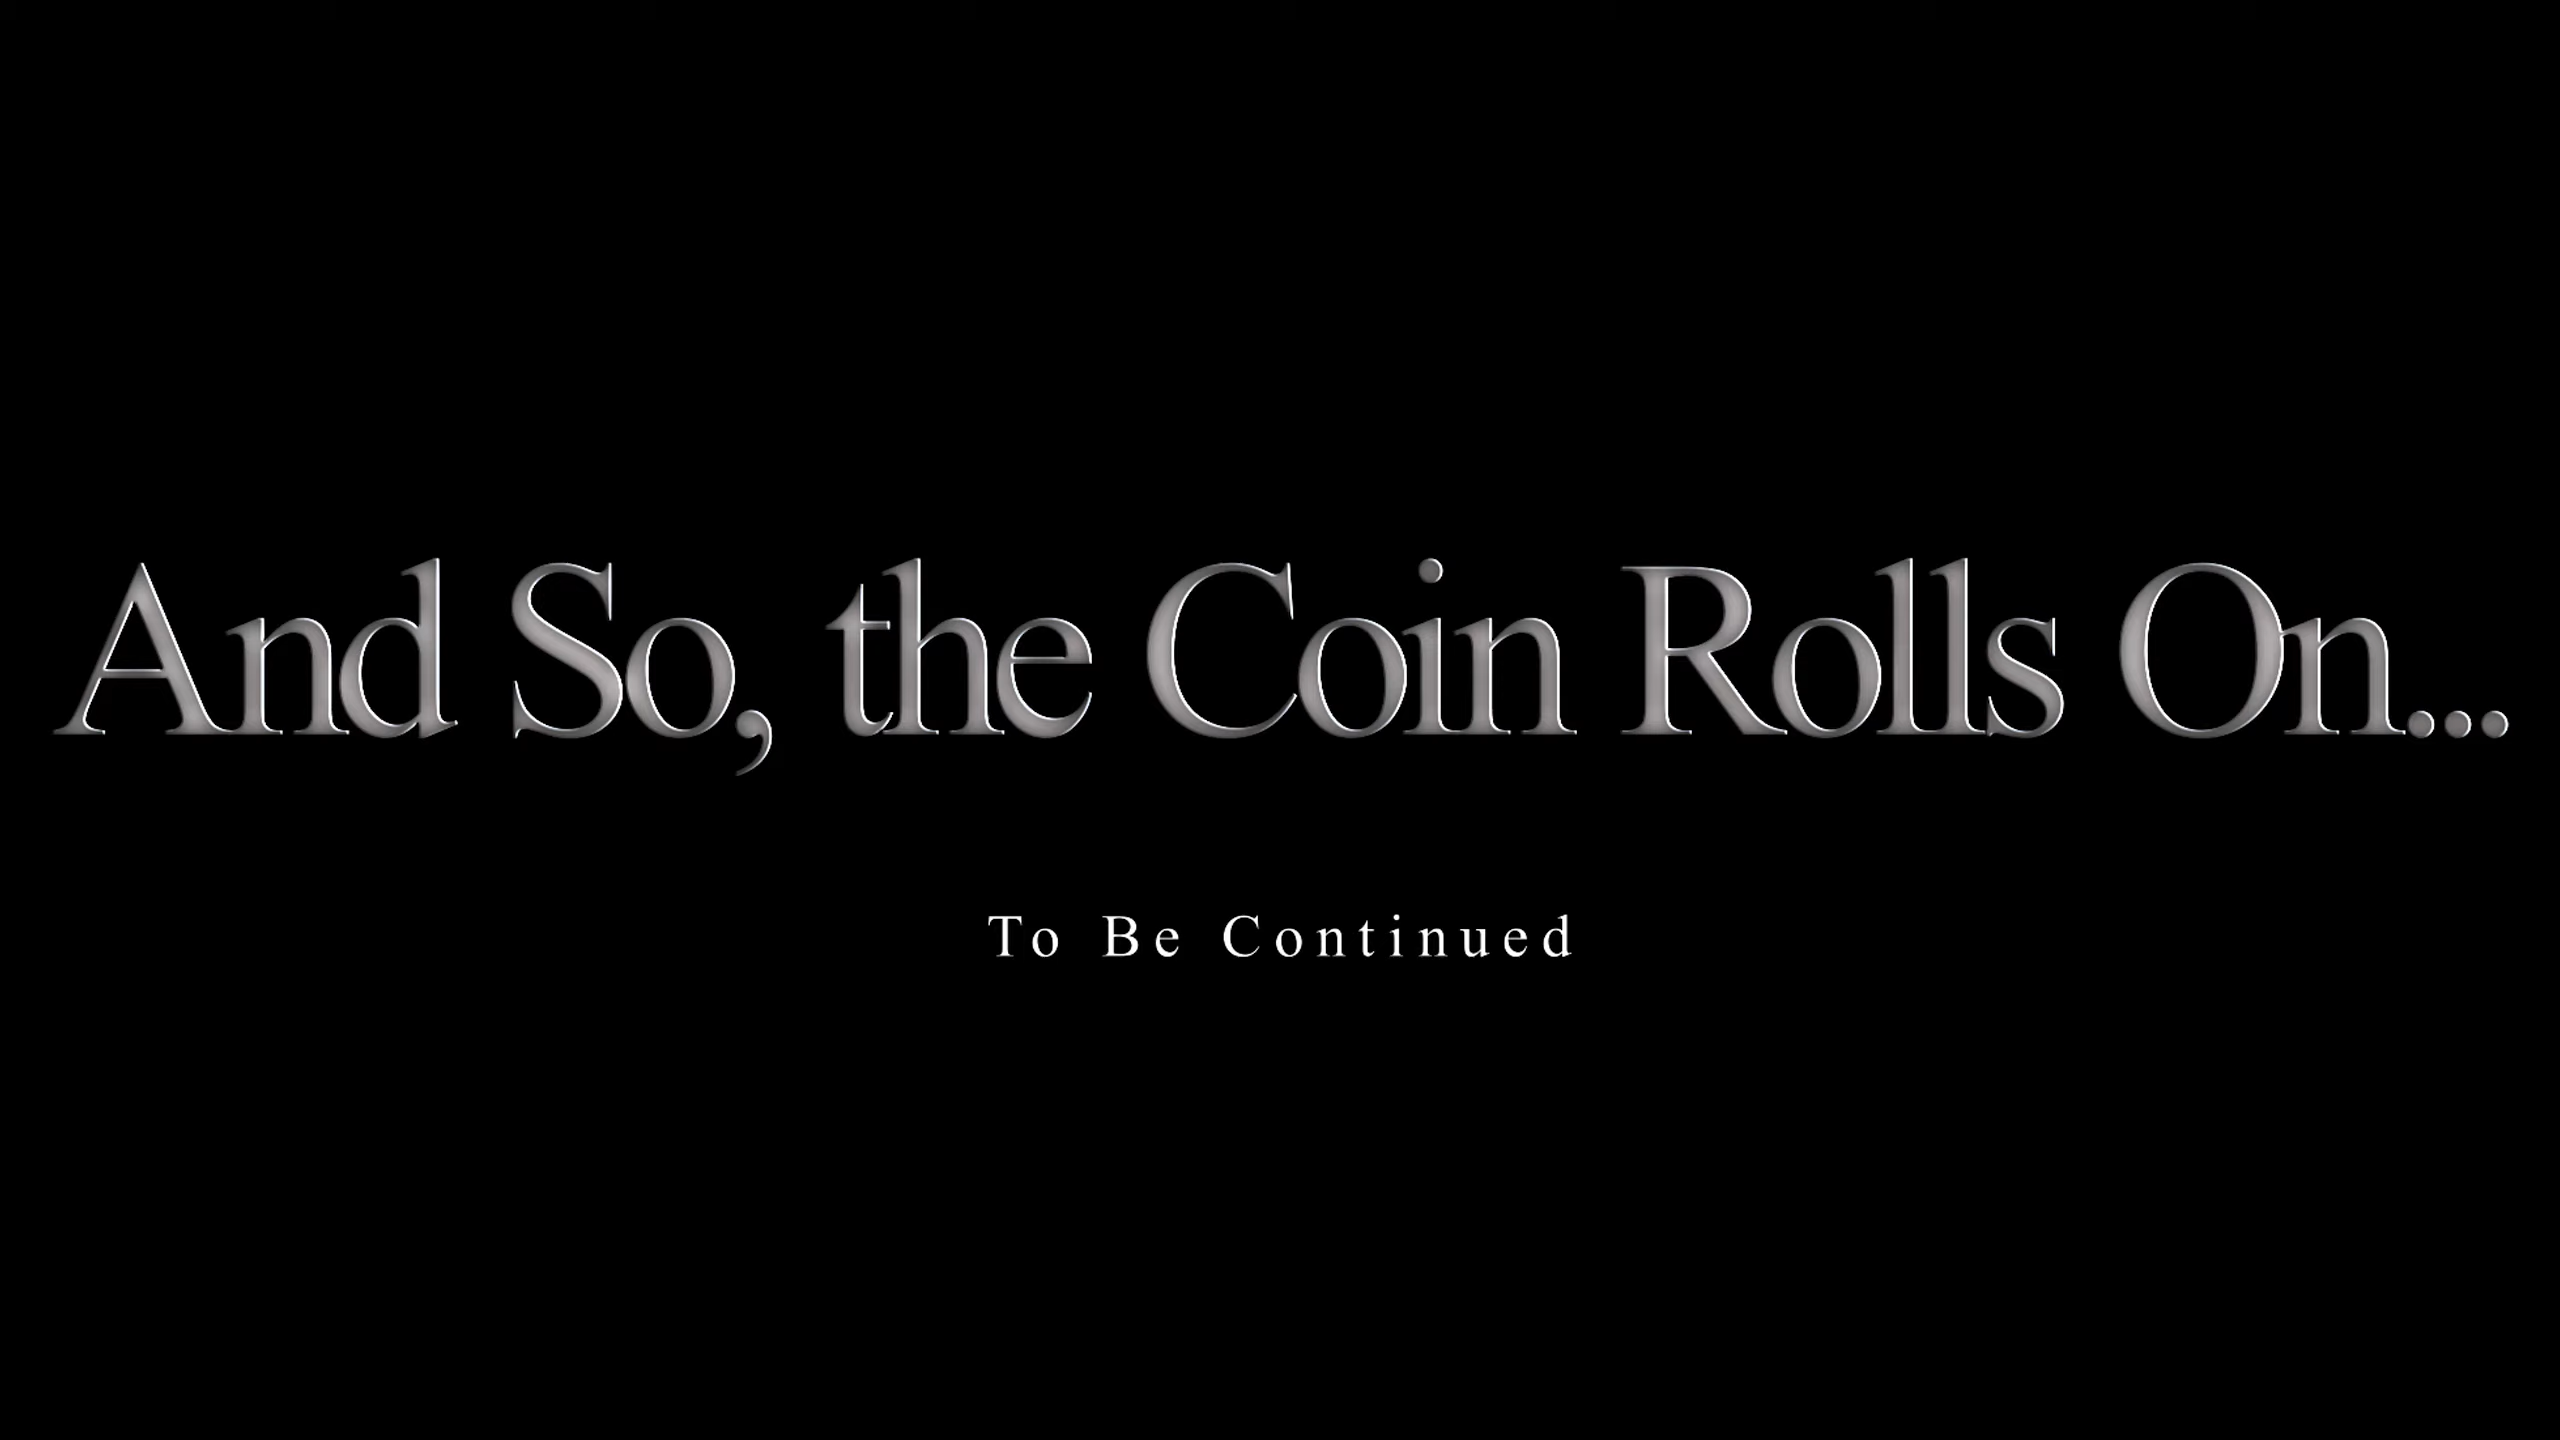 And So, the Coin Rolls On...
To Be Continued